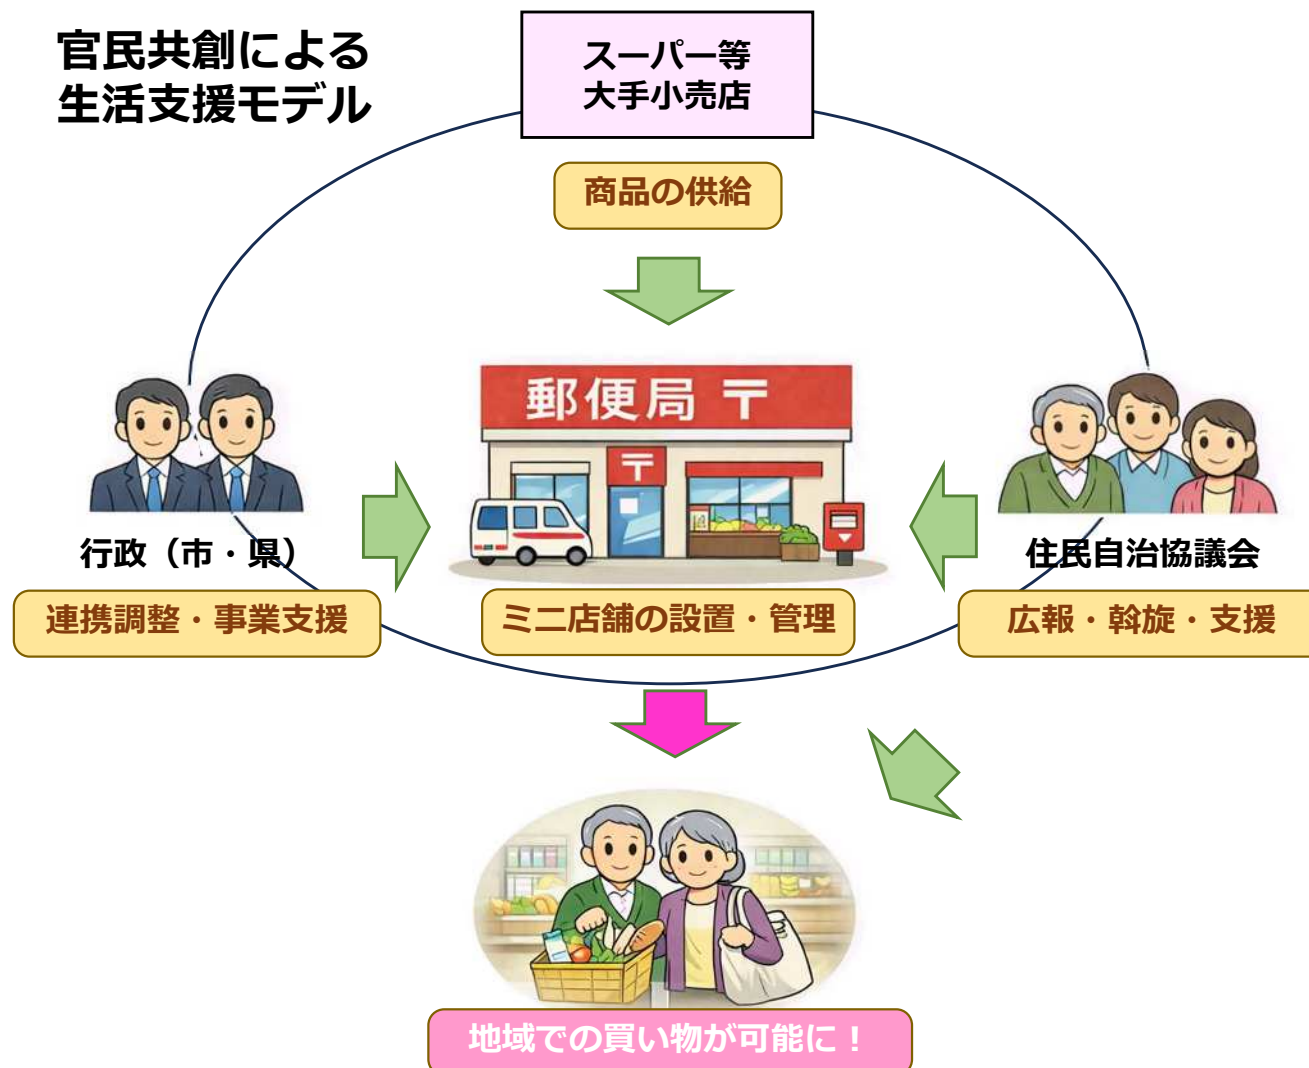 官民共創による
生活支援モデル
スーパー等
大手小売店
商品の供給
郵便局 〒
〒
行政（市・県）
住民自治協議会
連携調整・事業支援
ミニ店舗の設置・管理
広報・斡旋・支援
地域での買い物が可能に！